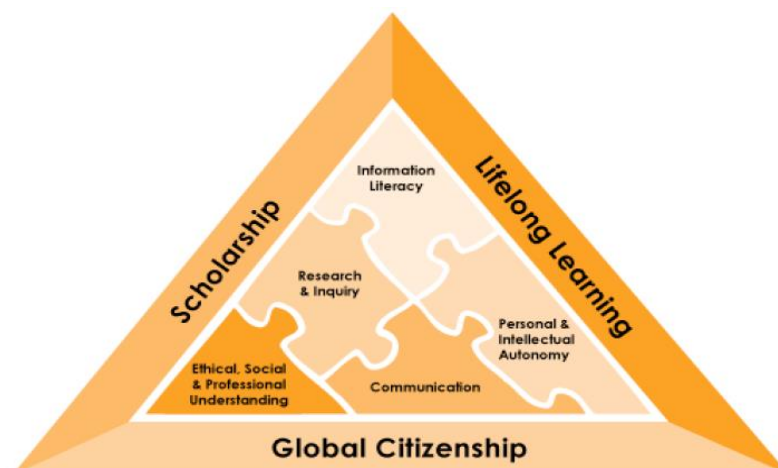 Scholarship
Lifelong Learning
Information
Literacy
Research
& Inquiry
Personal &
Intellectual
Autonomy
Ethical, Social
& Professional
Understanding
Communication
Global Citizenship